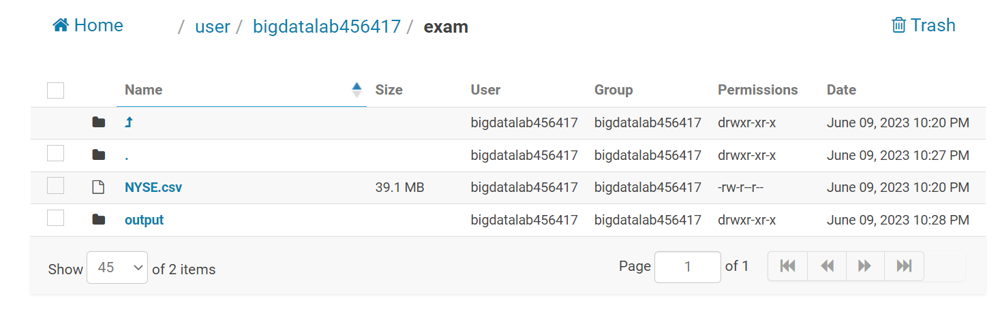 Home / user / bigdatalab456417 / exam Trash
Name Size User Group Permissions Date
bigdatalab456417 bigdatalab456417 drwxr-xr-x June 09, 2023 10:20 PM
. bigdatalab456417 bigdatalab456417 drwxr-xr-x June 09, 2023 10:27 PM
NYSE.csv 39.1 MB bigdatalab456417 bigdatalab456417 -rw-r--r-- June 09, 2023 10:20 PM
output bigdatalab456417 bigdatalab456417 drwxr-xr-x June 09, 2023 10:28 PM
Show 45 of 2 items Page 1 of 1